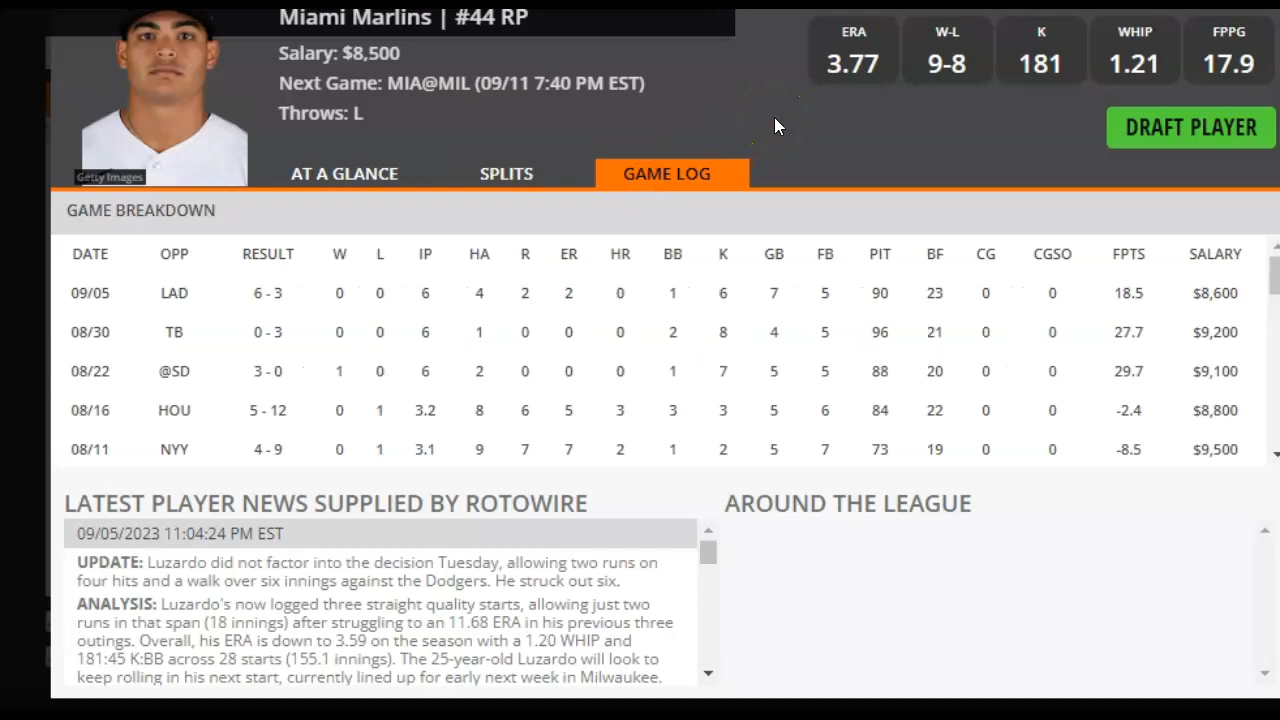 Miami Marlins | #44 RP
Salary: $8,500
Next Game: MIA@MIL (09/11 7:40 PM EST)
Throws: L
ERA W-L K WHIP FPPG
3.77 9-8 181 1.21 17.9
DRAFT PLAYER
Getty Images
AT A GLANCE SPLITS GAME LOG
GAME BREAKDOWN
DATE OPP RESULT W L IP HA R ER HR BB K GB FB PIT BF CG CGSO FPTS SALARY
09/05 LAD 6 - 3 0 0 6 4 2 2 0 1 6 7 5 90 23 0 0 18.5 $8,600
08/30 TB 0 - 3 0 0 6 1 0 0 0 2 8 4 5 96 21 0 0 27.7 $9,200
08/22 @SD 3 - 0 1 0 6 2 0 0 0 1 7 5 5 88 20 0 0 29.7 $9,100
08/16 HOU 5 - 12 0 1 3.2 8 6 5 3 3 3 5 6 84 22 0 0 -2.4 $8,800
08/11 NYY 4 - 9 0 1 3.1 9 7 7 2 1 2 5 7 73 19 0 0 -8.5 $9,500
LATEST PLAYER NEWS SUPPLIED BY ROTOWIRE
09/05/2023 11:04:24 PM EST
UPDATE: Luzardo did not factor into the decision Tuesday, allowing two runs on
four hits and a walk over six innings against the Dodgers. He struck out six.
ANALYSIS: Luzardo's now logged three straight quality starts, allowing just two
runs in that span (18 innings) after struggling to an 11.68 ERA in his previous three
outings. Overall, his ERA is down to 3.59 on the season with a 1.20 WHIP and
181:45 K:BB across 28 starts (155.1 innings). The 25-year-old Luzardo will look to
keep rolling in his next start, currently lined up for early next week in Milwaukee.
AROUND THE LEAGUE